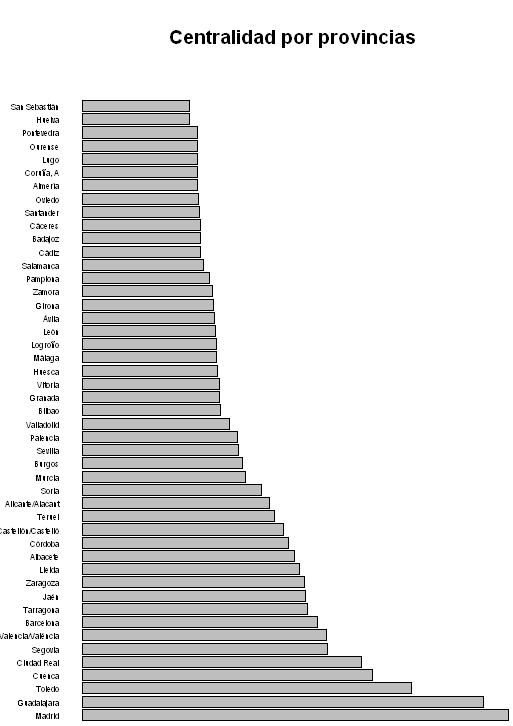 Centralidad por provincias
San Sebastián
Huelva
Pontevedra
Ourense
Lugo
Coruña, A
Almería
Oviedo
Santander
Cáceres
Badajoz
Cádiz
Salamanca
Pamplona
Zamora
Girona
Ávila
León
Logroño
Málaga
Huesca
Vitoria
Granada
Bilbao
Valladolid
Palencia
Sevilla
Burgos
Murcia
Soria
Alicante/Alacant
Teruel
Castellón/Castelló
Córdoba
Albacete
Lleida
Zaragoza
Jaén
Tarragona
Barcelona
Valencia/València
Segovia
Ciudad Real
Cuenca
Toledo
Guadalajara
Madrid